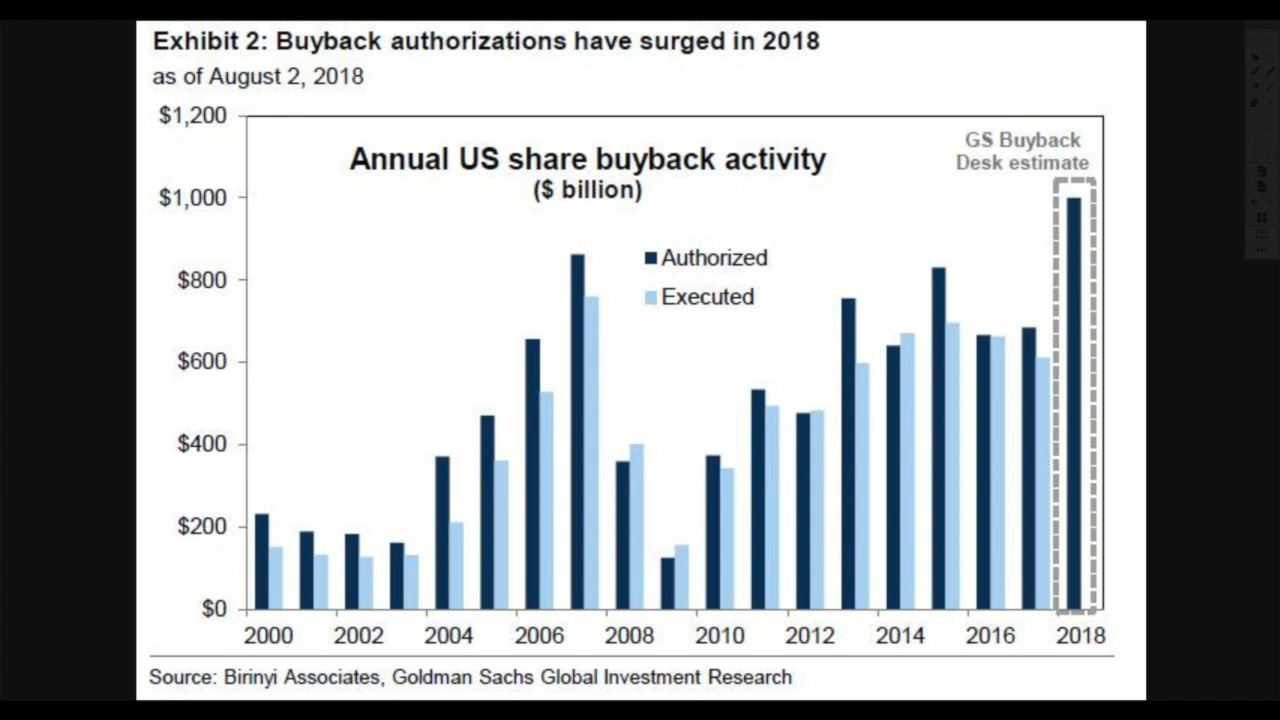 Exhibit 2: Buyback authorizations have surged in 2018
as of August 2, 2018
$1,200
GS Buyback
Desk estimate
Annual US share buyback activity
($ billion)
$1,000
Authorized
$800
Executed
$600
$400
$200
$0
2000 2002 2004 2006 2008 2010 2012 2014 2016 2018
Source: Birinyi Associates, Goldman Sachs Global Investment Research